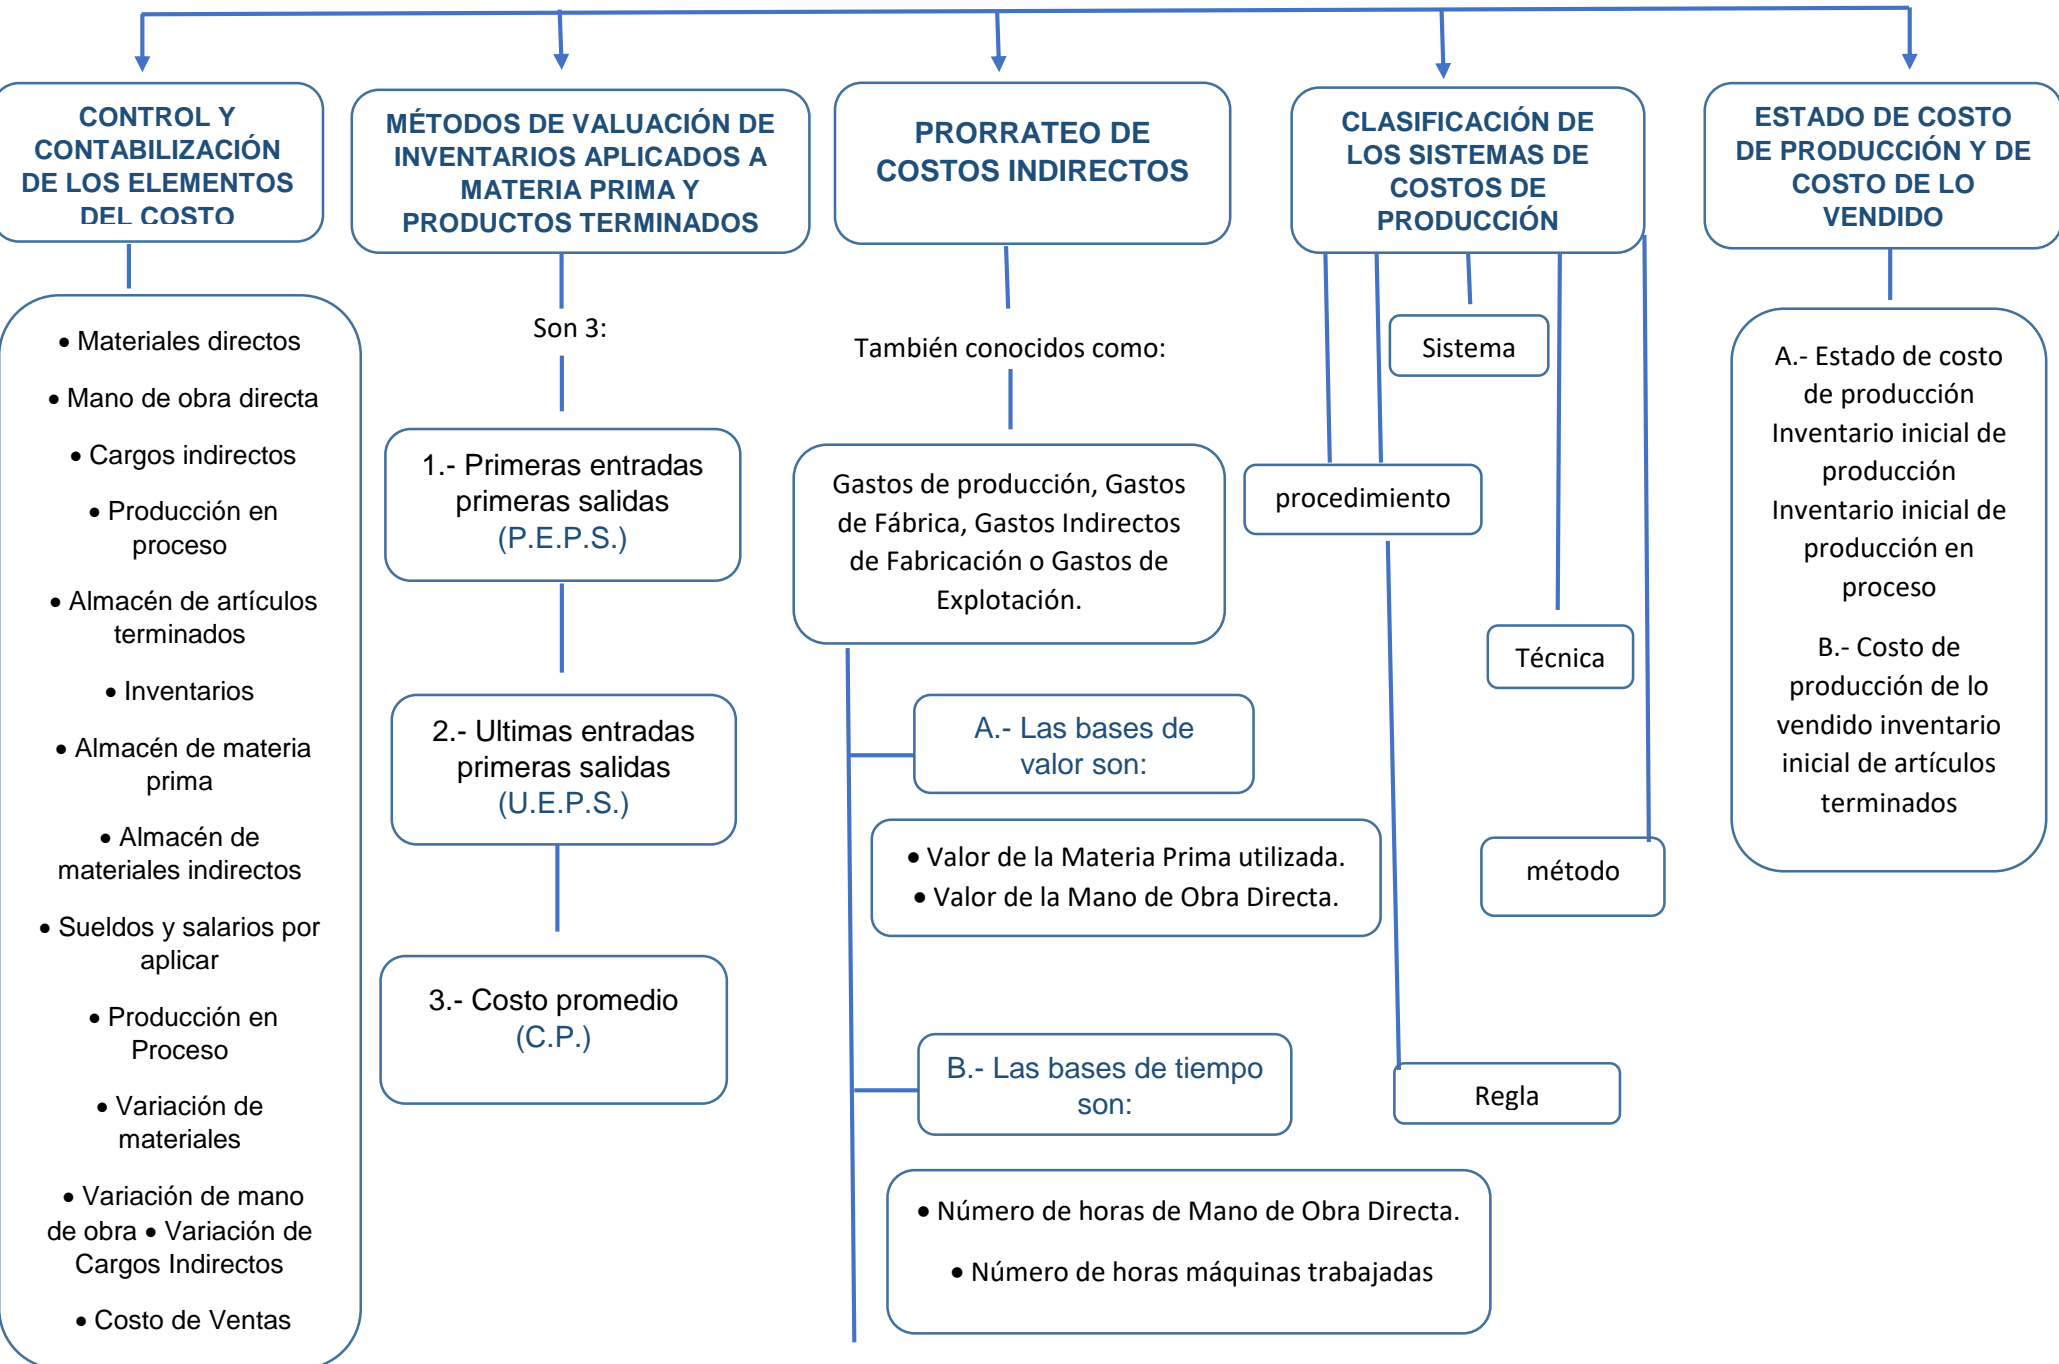 CONTROL Y
CONTABILIZACIÓN
DE LOS ELEMENTOS
DEL COSTO
• Materiales directos
• Mano de obra directa
• Cargos indirectos
• Producción en
proceso
• Almacén de artículos
terminados
• Inventarios
• Almacén de materia
prima
• Almacén de
materiales indirectos
• Sueldos y salarios por
aplicar
• Producción en
Proceso
• Variación de
materiales
• Variación de mano
de obra • Variación de
Cargos Indirectos
• Costo de Ventas
MÉTODOS DE VALUACIÓN DE
INVENTARIOS APLICADOS A
MATERIA PRIMA Y
PRODUCTOS TERMINADOS
Son 3:
1.- Primeras entradas
primeras salidas
(P.E.P.S.)
2.- Ultimas entradas
primeras salidas
(U.E.P.S.)
3.- Costo promedio
(C.P.)
PRORRATEO DE
COSTOS INDIRECTOS
También conocidos como:
Gastos de producción, Gastos
de Fábrica, Gastos Indirectos
de Fabricación o Gastos de
Explotación.
A.- Las bases de
valor son:
• Valor de la Materia Prima utilizada.
• Valor de la Mano de Obra Directa.
B.- Las bases de tiempo
son:
• Número de horas de Mano de Obra Directa.
• Número de horas máquinas trabajadas
CLASIFICACIÓN DE
LOS SISTEMAS DE
COSTOS DE
PRODUCCIÓN
Sistema
procedimiento
Técnica
método
Regla
ESTADO DE COSTO
DE PRODUCCIÓN Y DE
COSTO DE LO
VENDIDO
A.- Estado de costo
de producción
Inventario inicial de
producción
Inventario inicial de
producción en
proceso
B.- Costo de
producción de lo
vendido inventario
inicial de artículos
terminados